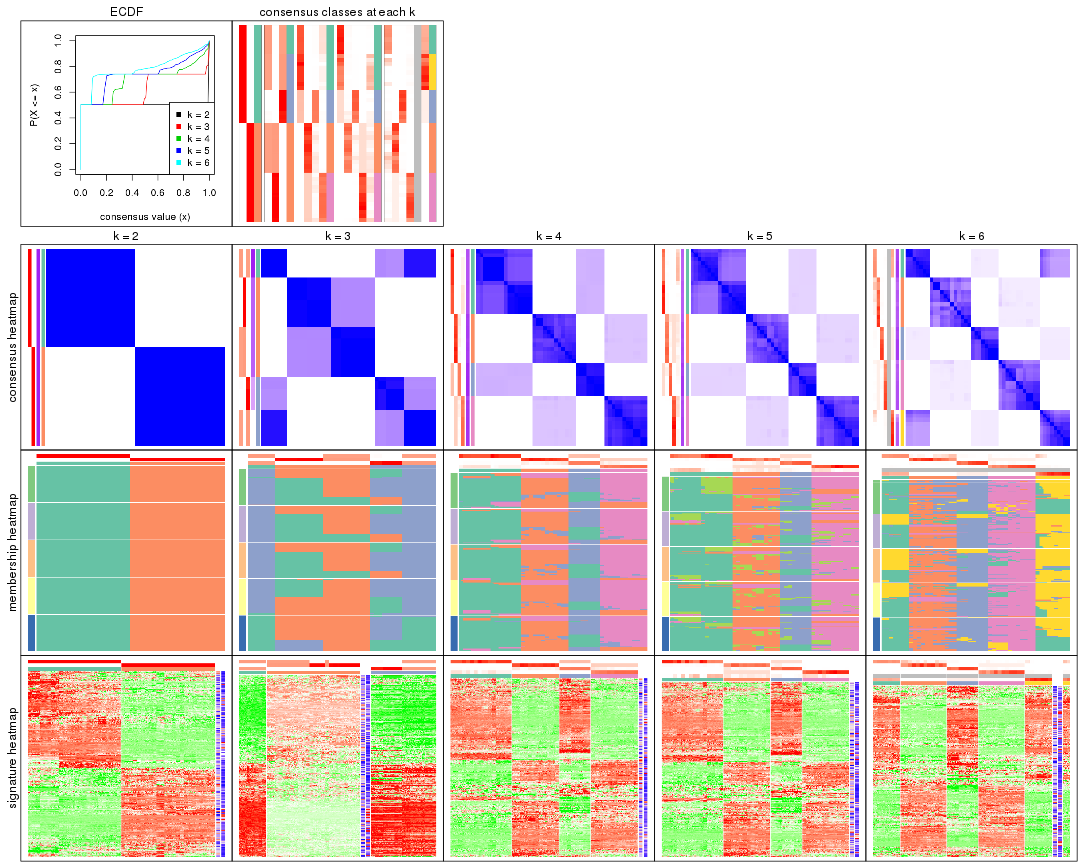 ECDF
consensus classes at each k
P(X <= x)
0.0 0.2 0.4 0.6 0.8 1.0
k = 2
k = 3
k = 4
k = 5
k = 6
0.0 0.2 0.4 0.6 0.8 1.0
consensus value (x)
k = 2
k = 3
k = 4
k = 5
k = 6
consensus heatmap
membership heatmap
signature heatmap